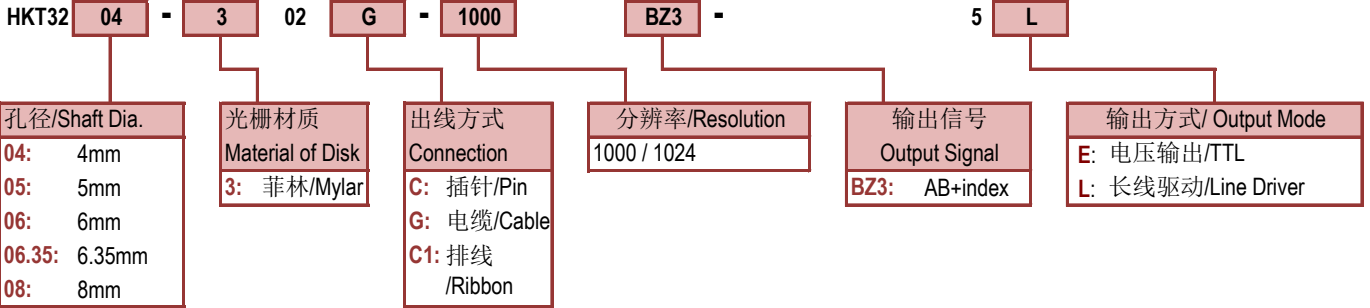 HKT32 04 - 3 02 G - 1000 BZ3 - 5 L
孔径/Shaft Dia.
04: 4mm
05: 5mm
06: 6mm
06.35: 6.35mm
08: 8mm
光栅材质
Material of Disk
3: 菲林/Mylar
出线方式
Connection
C: 插针/Pin
G: 电缆/Cable
C1: 排线
/Ribbon
分辨率/Resolution
1000 / 1024
输出信号
Output Signal
BZ3: AB+index
输出方式/ Output Mode
E: 电压输出/TTL
L: 长线驱动/Line Driver